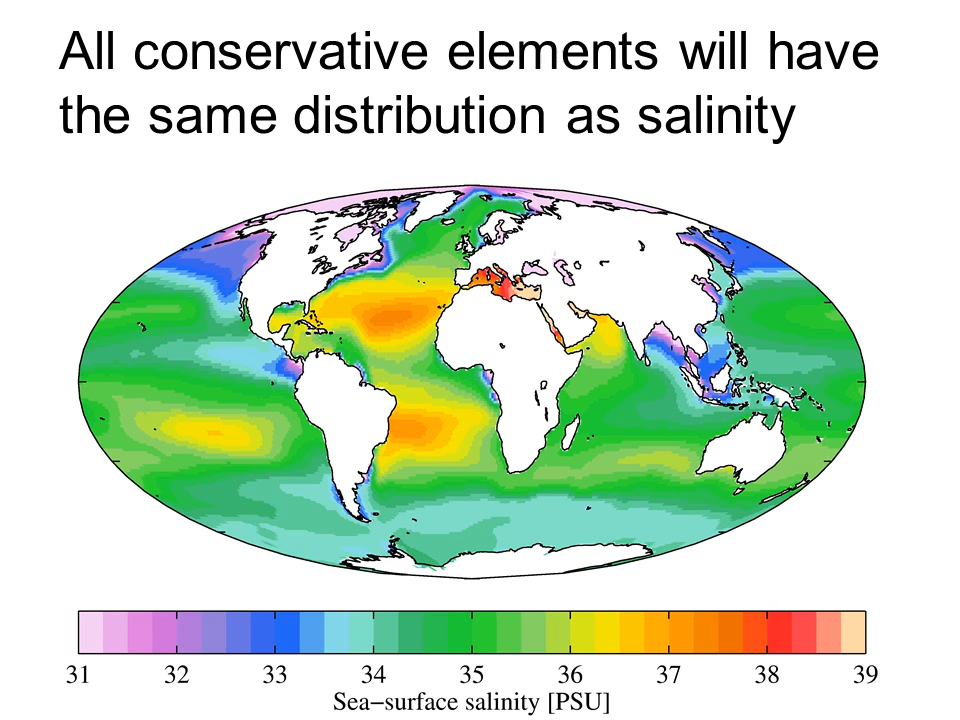 All conservative elements will have
the same distribution as salinity
31 32 33 34 35 36 37 38 39
Sea−surface salinity [PSU]